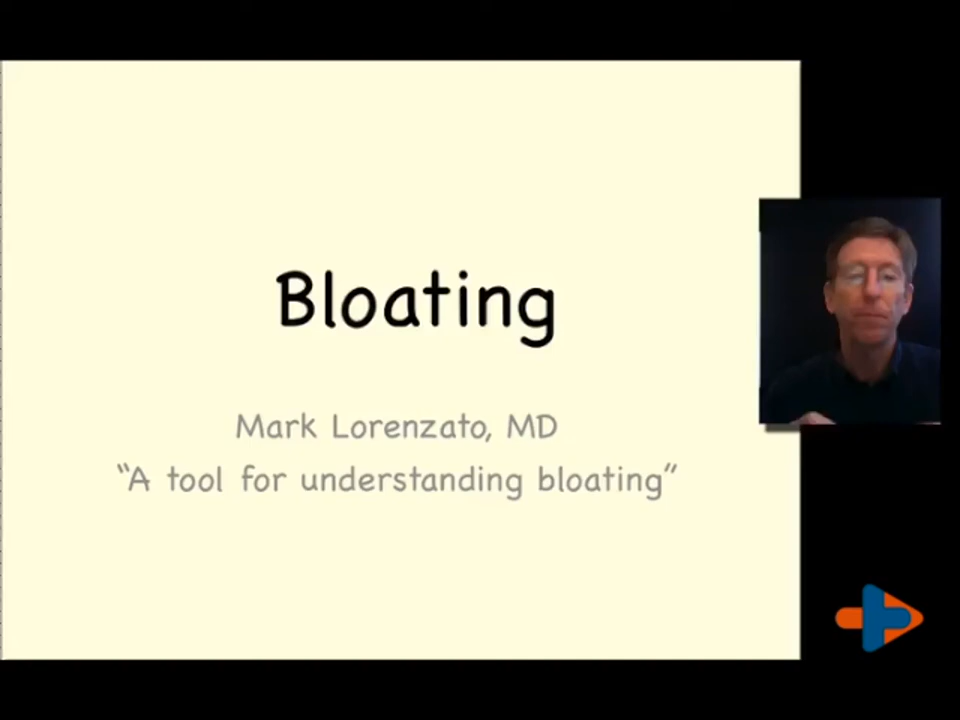 Bloating
Mark Lorenzato, MD
“A tool for understanding bloating”